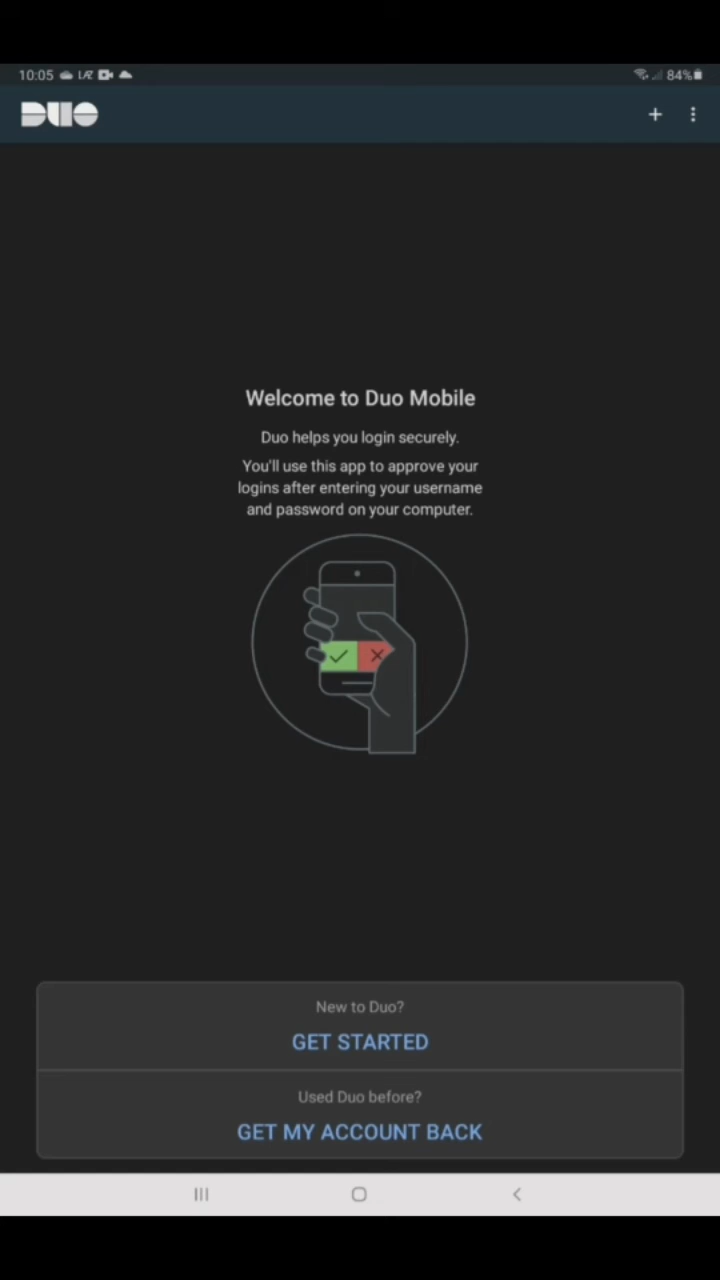 10:05
84%
DUO
Welcome to Duo Mobile
Duo helps you login securely.
You'll use this app to approve your
logins after entering your username
and password on your computer.
New to Duo?
GET STARTED
Used Duo before?
GET MY ACCOUNT BACK